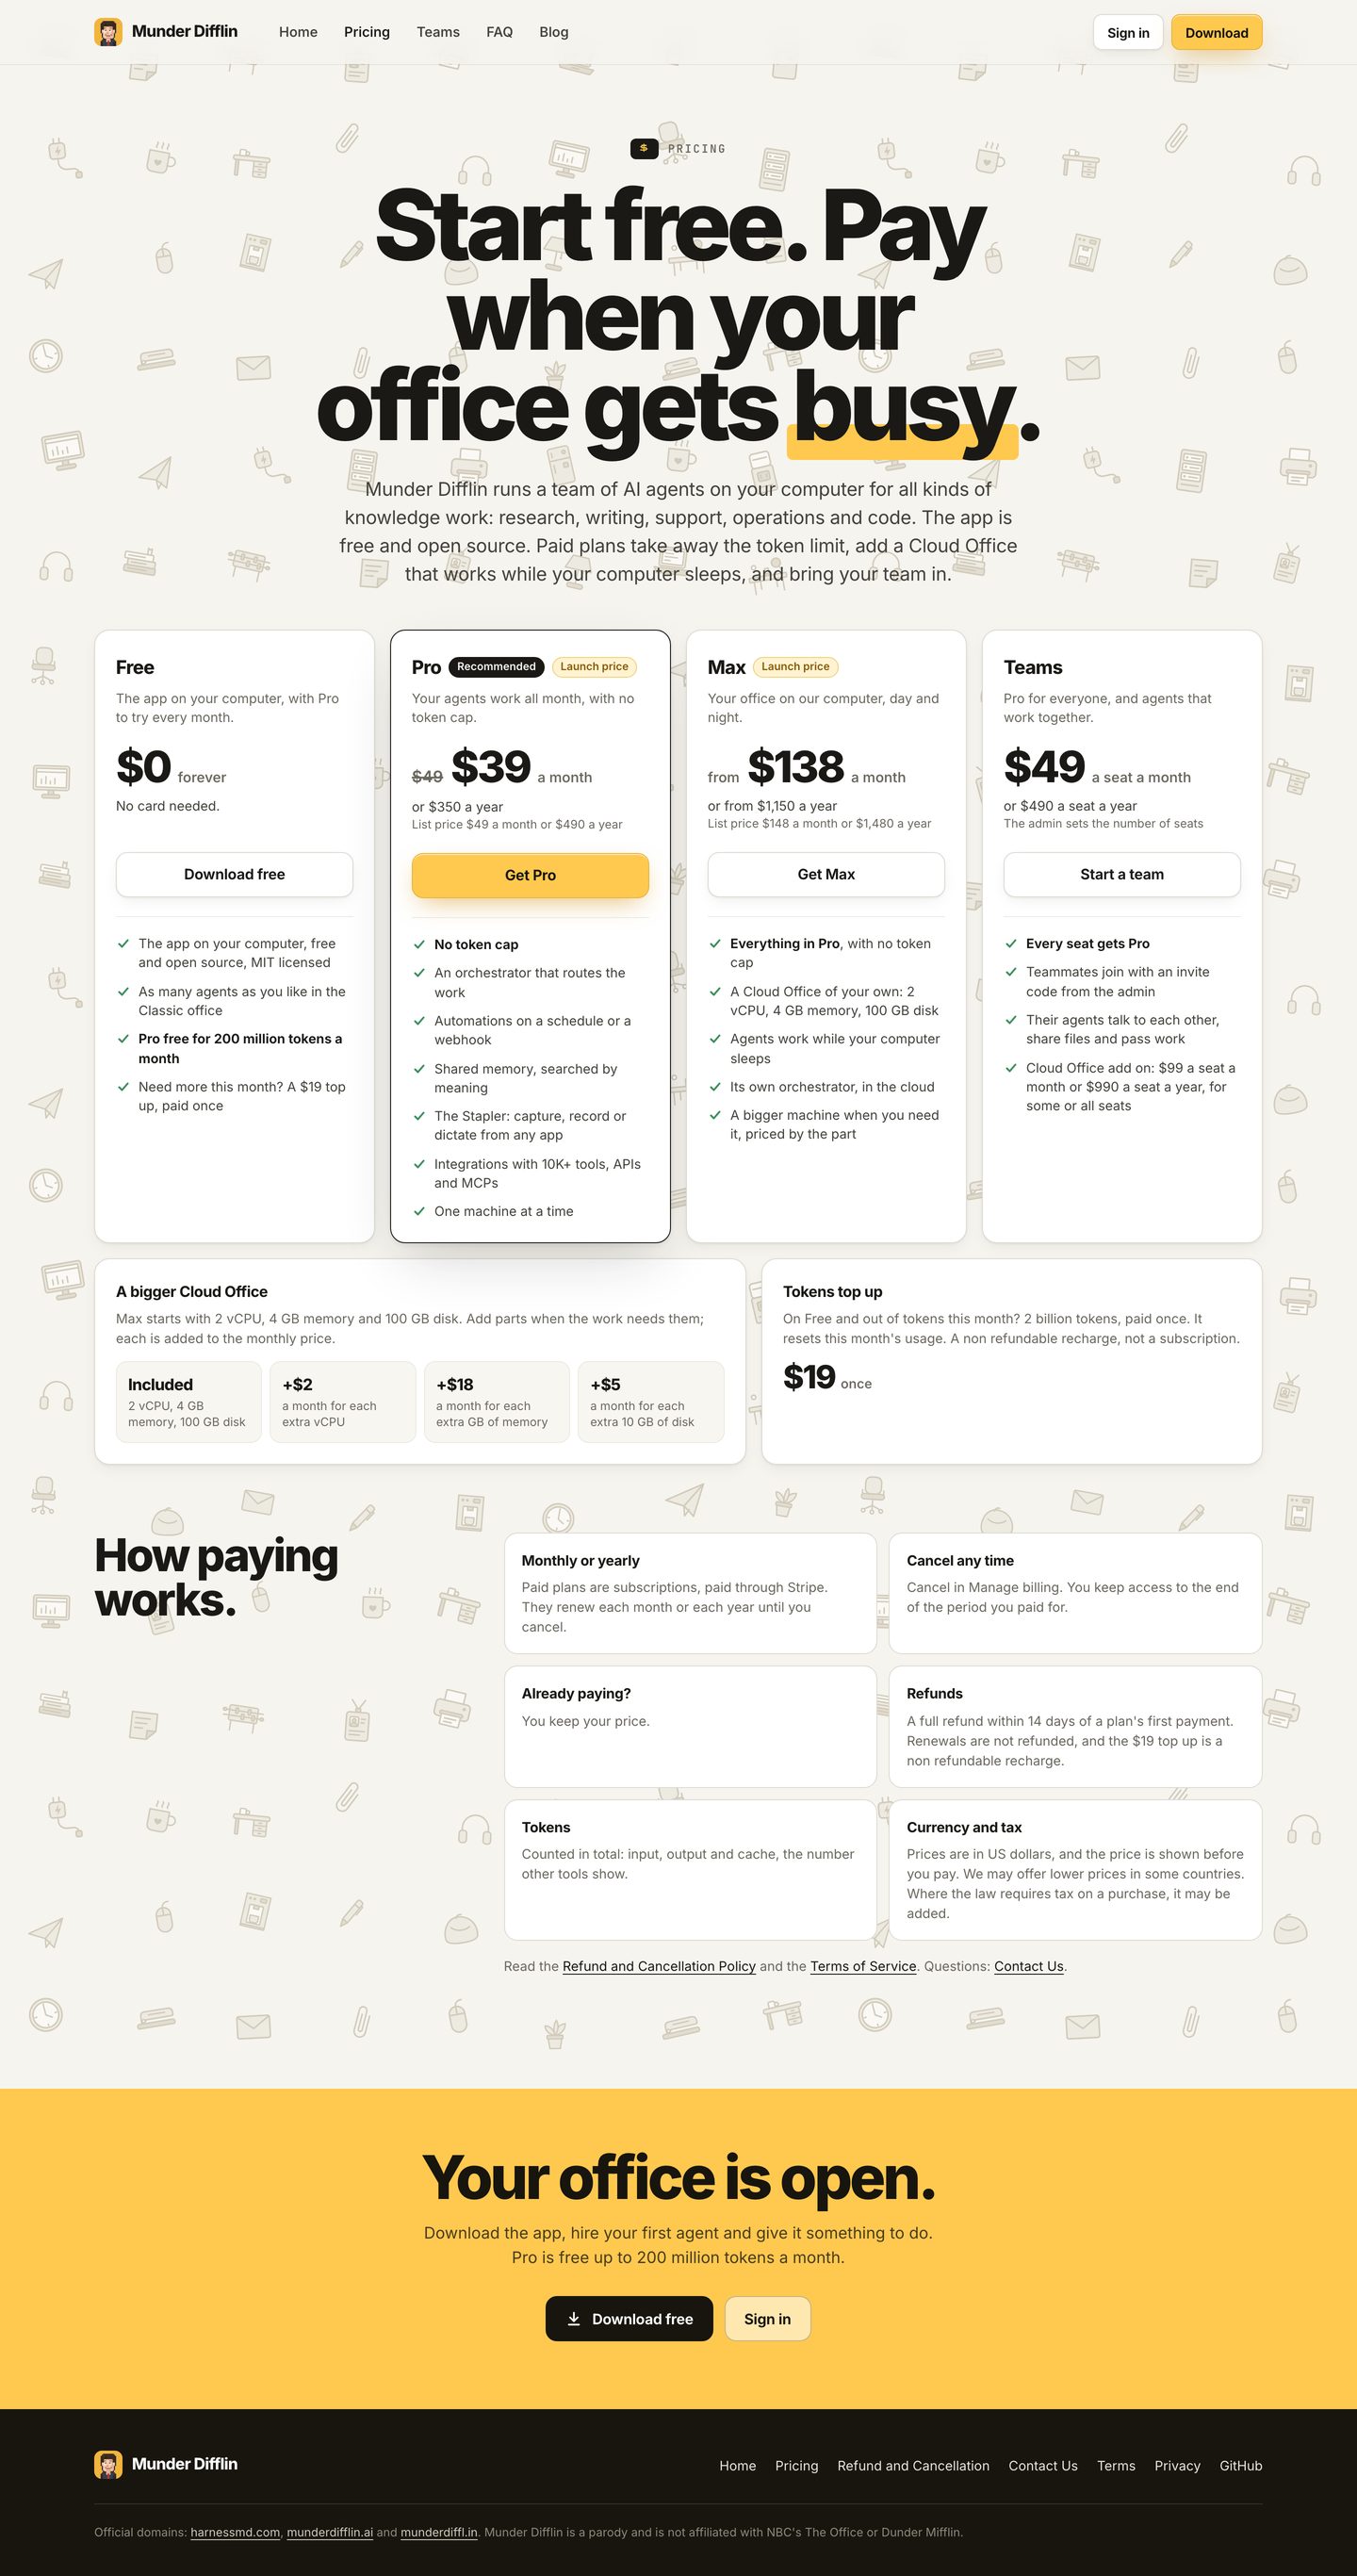 Munder Difflin
Home
Pricing
Teams
FAQ
Blog
Sign in
Download
$ PRICING
Start free. Pay
when your
office gets busy.
Munder Difflin runs a team of AI agents on your computer for all kinds of
knowledge work: research, writing, support, operations and code. The app is
free and open source. Paid plans take away the token limit, add a Cloud Office
that works while your computer sleeps, and bring your team in.
Free
The app on your computer, with Pro
to try every month.
$0 forever
No card needed.
Download free
The app on your computer, free
and open source, MIT licensed
As many agents as you like in the
Classic office
Pro free for 200 million tokens a
month
Need more this month? A $19 top
up, paid once
Pro Recommended Launch price
Your agents work all month, with no
token cap.
$49 $39 a month
or $350 a year
List price $49 a month or $490 a year
Get Pro
No token cap
An orchestrator that routes the
work
Automations on a schedule or a
webhook
Shared memory, searched by
meaning
The Stapler: capture, record or
dictate from any app
Integrations with 10K+ tools, APIs
and MCPs
One machine at a time
Max Launch price
Your office on our computer, day and
night.
from $138 a month
or from $1,150 a year
List price $148 a month or $1,480 a year
Get Max
Everything in Pro, with no token
cap
A Cloud Office of your own: 2
vCPU, 4 GB memory, 100 GB disk
Agents work while your computer
sleeps
Its own orchestrator, in the cloud
A bigger machine when you need
it, priced by the part
Teams
Pro for everyone, and agents that
work together.
$49 a seat a month
or $490 a seat a year
The admin sets the number of seats
Start a team
Every seat gets Pro
Teammates join with an invite
code from the admin
Their agents talk to each other,
share files and pass work
Cloud Office add on: $99 a seat a
month or $990 a seat a year, for
some or all seats
A bigger Cloud Office
Max starts with 2 vCPU, 4 GB memory and 100 GB disk. Add parts when the work needs them;
each is added to the monthly price.
Included
2 vCPU, 4 GB
memory, 100 GB disk
+$2
a month for each
extra vCPU
+$18
a month for each
extra GB of memory
+$5
a month for each
extra 10 GB of disk
Tokens top up
On Free and out of tokens this month? 2 billion tokens, paid once. It
resets this month's usage. A non refundable recharge, not a subscription.
$19 once
How paying
works.
Monthly or yearly
Paid plans are subscriptions, paid through Stripe.
They renew each month or each year until you
cancel.
Cancel any time
Cancel in Manage billing. You keep access to the end
of the period you paid for.
Already paying?
You keep your price.
Refunds
A full refund within 14 days of a plan's first payment.
Renewals are not refunded, and the $19 top up is a
non refundable recharge.
Tokens
Counted in total: input, output and cache, the number
other tools show.
Currency and tax
Prices are in US dollars, and the price is shown before
you pay. We may offer lower prices in some countries.
Where the law requires tax on a purchase, it may be
added.
Read the Refund and Cancellation Policy and the Terms of Service. Questions: Contact Us.
Your office is open.
Download the app, hire your first agent and give it something to do.
Pro is free up to 200 million tokens a month.
Download free
Sign in
Munder Difflin
Home
Pricing
Refund and Cancellation
Contact Us
Terms
Privacy
GitHub
Official domains: harnessmd.com, munderdifflin.ai and munderdiffl.in. Munder Difflin is a parody and is not affiliated with NBC's The Office or Dunder Mifflin.